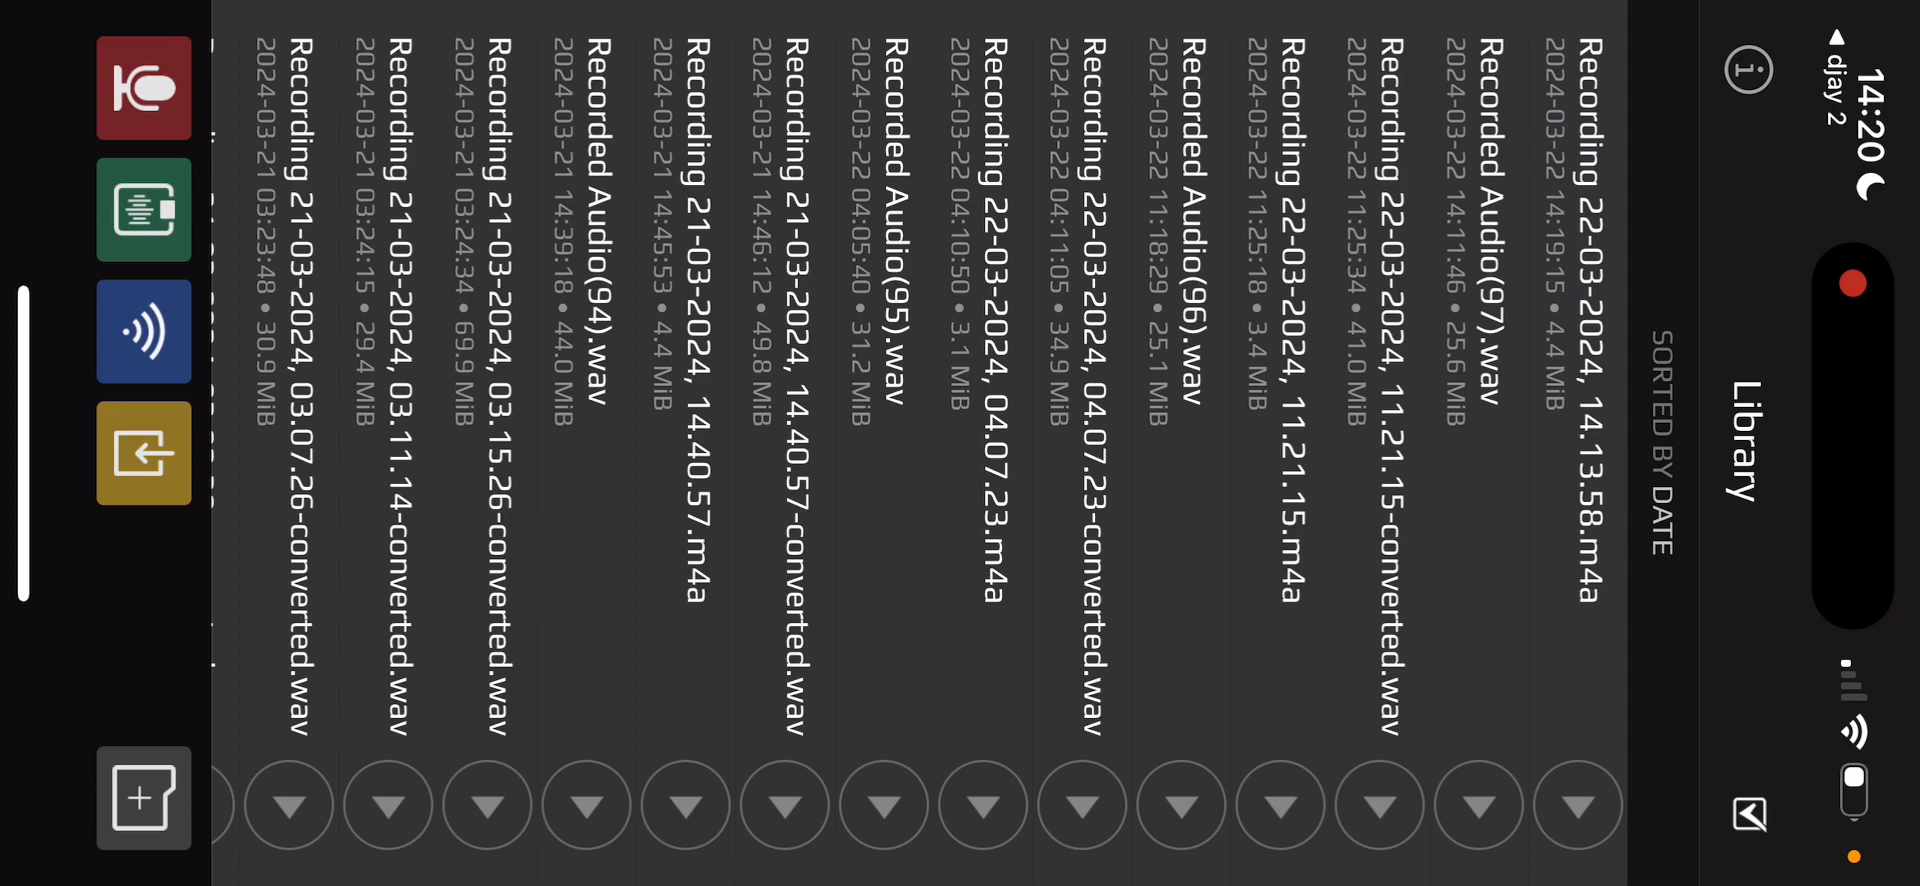 14:20
djay 2
Library
SORTED BY DATE
Recording 22-03-2024, 14.13.58.m4a
2024-03-22 14:19:15 • 4.4 MiB
Recorded Audio(97).wav
2024-03-22 14:11:46 • 25.6 MiB
Recording 22-03-2024, 11.21.15-converted.wav
2024-03-22 11:25:34 • 41.0 MiB
Recording 22-03-2024, 11.21.15.m4a
2024-03-22 11:25:18 • 3.4 MiB
Recorded Audio(96).wav
2024-03-22 11:18:29 • 25.1 MiB
Recording 22-03-2024, 04.07.23-converted.wav
2024-03-22 04:11:05 • 34.9 MiB
Recording 22-03-2024, 04.07.23.m4a
2024-03-22 04:10:50 • 3.1 MiB
Recorded Audio(95).wav
2024-03-22 04:05:40 • 31.2 MiB
Recording 21-03-2024, 14.40.57-converted.wav
2024-03-21 14:46:12 • 49.8 MiB
Recording 21-03-2024, 14.40.57.m4a
2024-03-21 14:45:53 • 4.4 MiB
Recorded Audio(94).wav
2024-03-21 14:39:18 • 44.0 MiB
Recording 21-03-2024, 03.15.26-converted.wav
2024-03-21 03:24:34 • 69.9 MiB
Recording 21-03-2024, 03.11.14-converted.wav
2024-03-21 03:24:15 • 29.4 MiB
Recording 21-03-2024, 03.07.26-converted.wav
2024-03-21 03:23:48 • 30.9 MiB